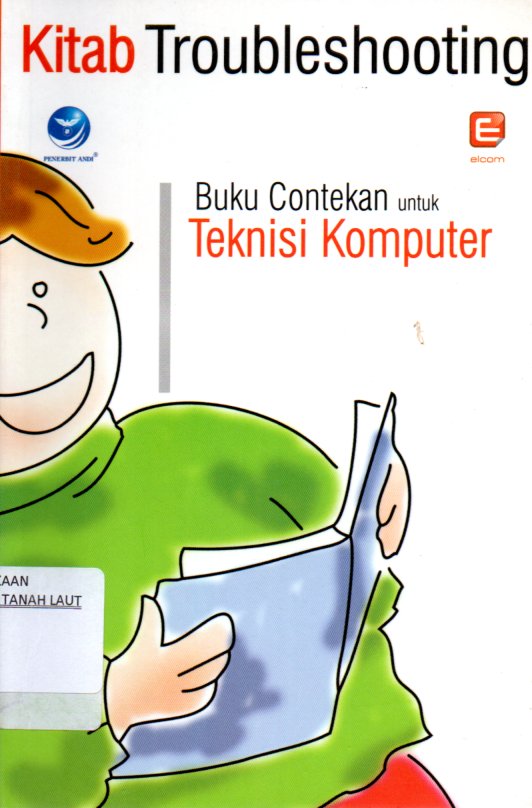 Kitab Troubleshooting
PENERBIT ANDI®
elcom
Buku Contekan untuk
Teknisi Komputer
TANAH LAUT